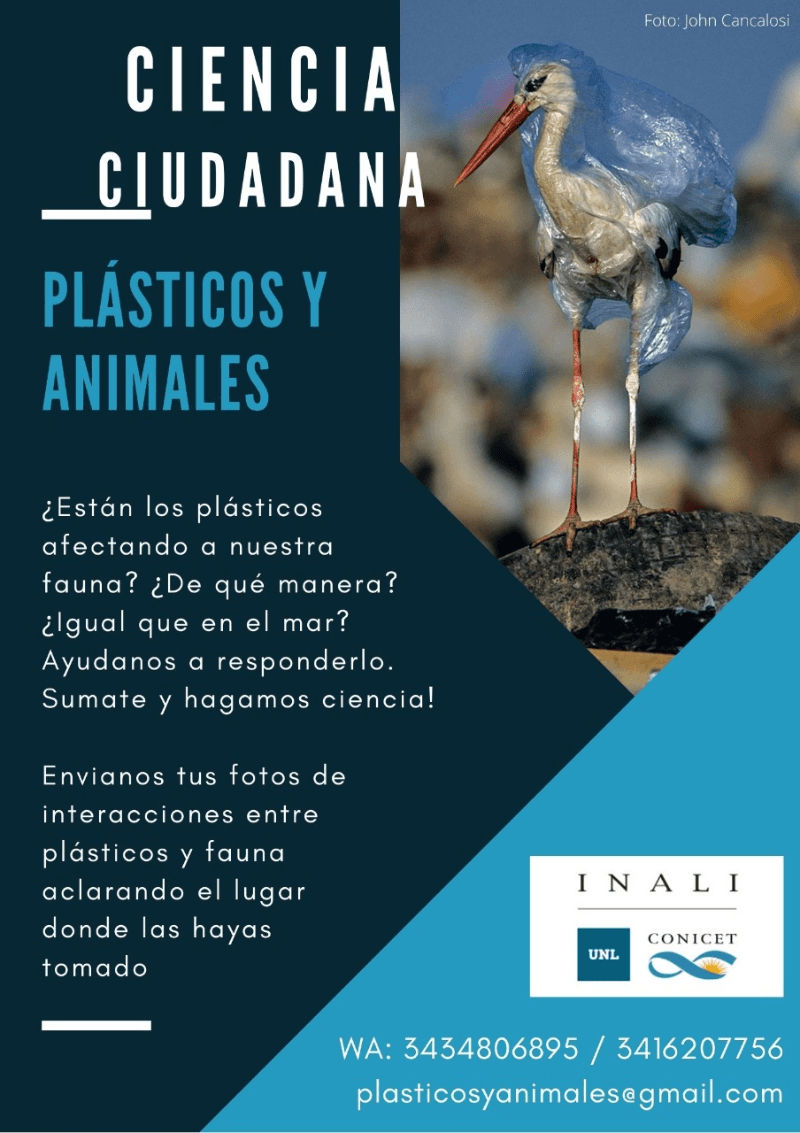 Foto: John Cancalosi
CIENCIA
CIUDADANA
PLÁSTICOS Y
ANIMALES
¿Están los plásticos
afectando a nuestra
fauna? ¿De qué manera?
¿Igual que en el mar?
Ayudanos a responderlo.
Sumate y hagamos ciencia!
Envianos tus fotos de
interacciones entre
plásticos y fauna
aclarando el lugar
donde las hayas
tomado
INALI
UNL
CONICET
WA: 3434806895 / 3416207756
plasticosyanimales@gmail.com